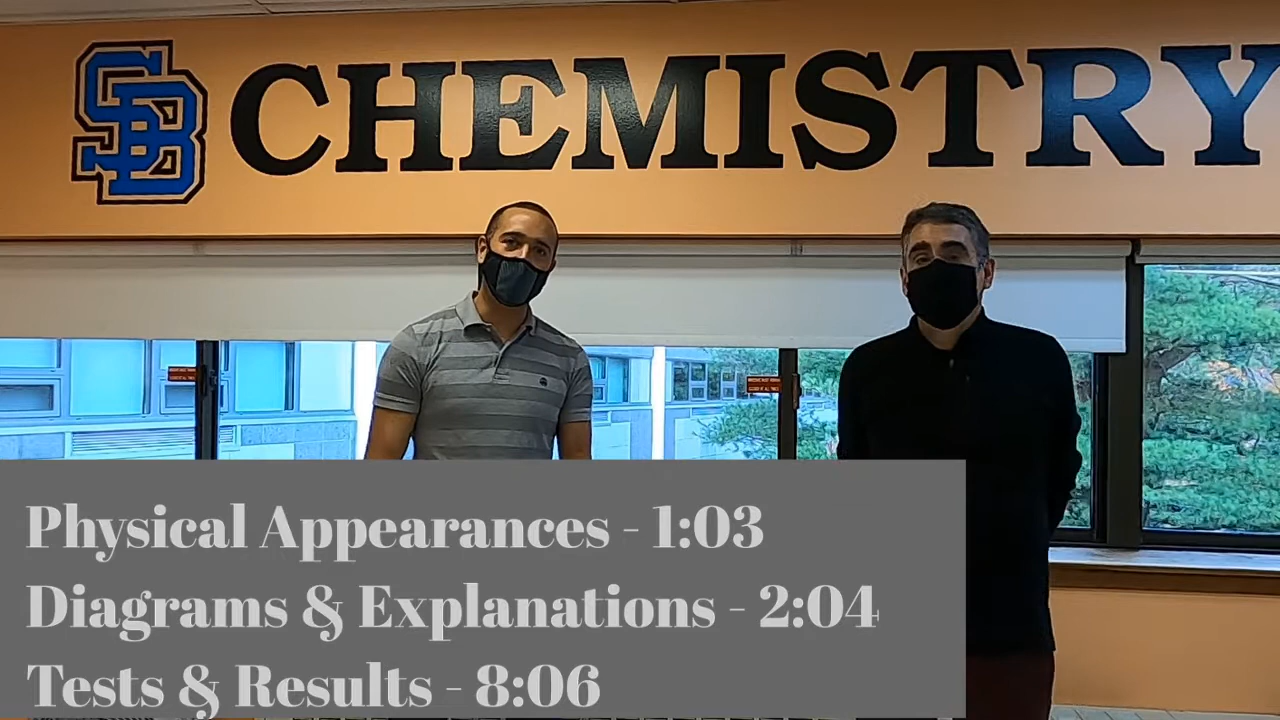 SB CHEMISTRY
Physical Appearances - 1:03
Diagrams & Explanations - 2:04
Tests & Results - 8:06